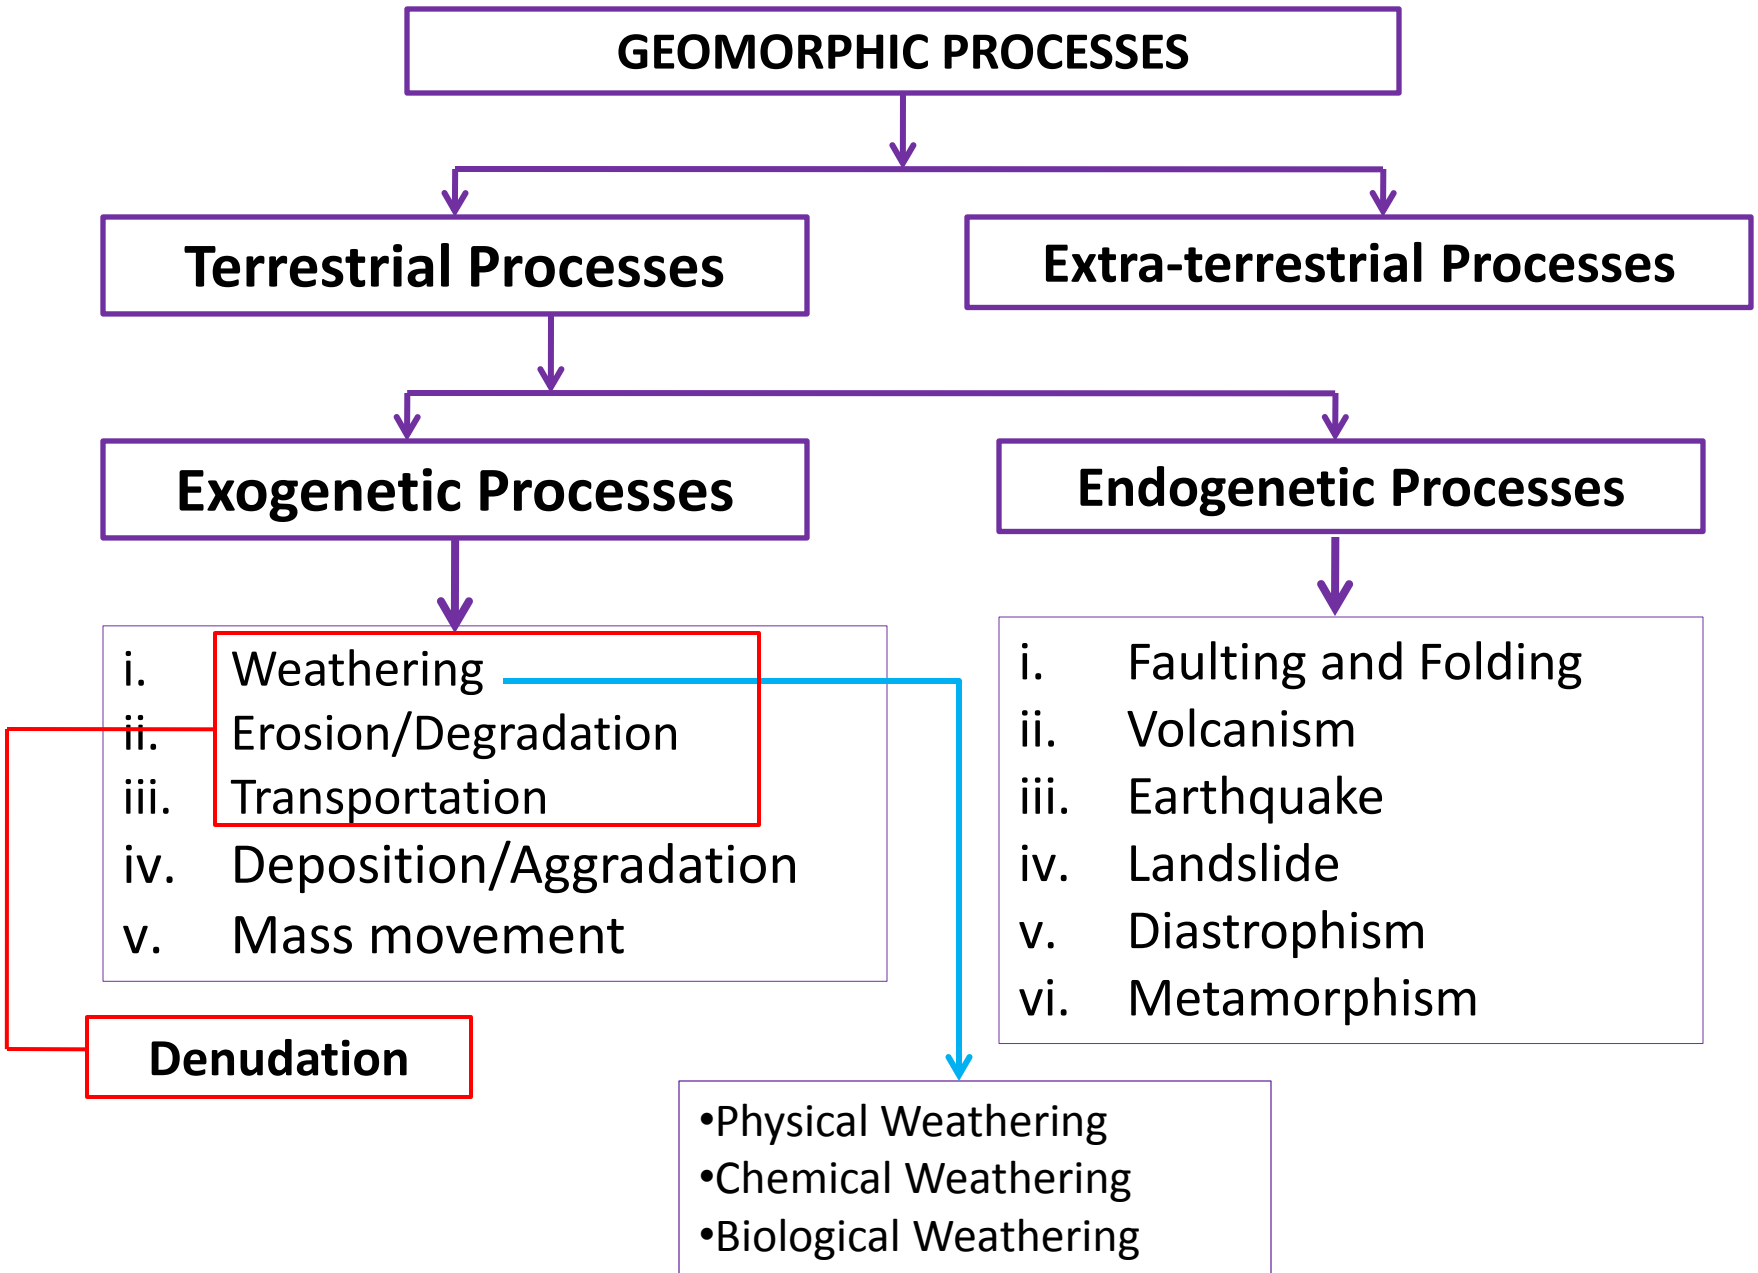 GEOMORPHIC PROCESSES
Terrestrial Processes
Extra-terrestrial Processes
Exogenetic Processes
Endogenetic Processes
i. Weathering
ii. Erosion/Degradation
iii. Transportation
iv. Deposition/Aggradation
v. Mass movement
i. Faulting and Folding
ii. Volcanism
iii. Earthquake
iv. Landslide
v. Diastrophism
vi. Metamorphism
Denudation
•Physical Weathering
•Chemical Weathering
•Biological Weathering